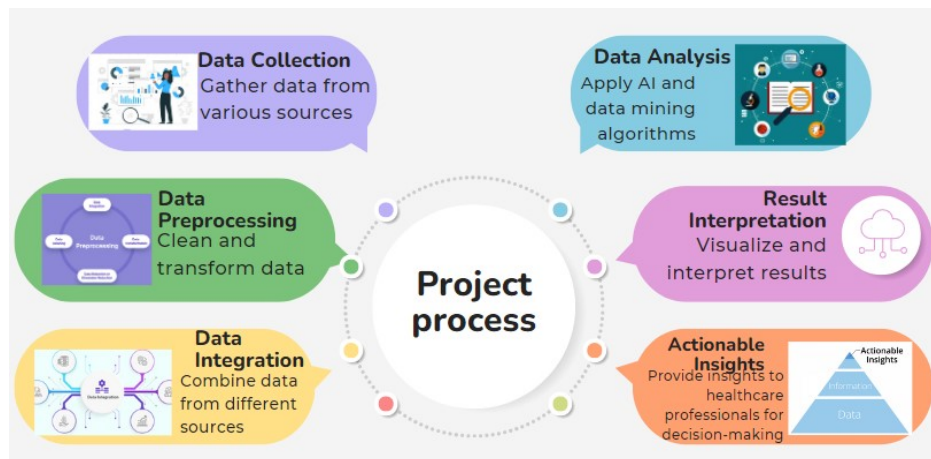 Data Collection
Gather data from
various sources
Data
Preprocessing
Clean and
transform data
Data
Preprocessing
Data
Integration
Combine data
from different
sources
Data Integration
Project
process
Data Analysis
Apply AI and
data mining
algorithms
Result
Interpretation
Visualize and
interpret results
Actionable
Insights
Provide insights to
healthcare
professionals for
decision-making
Actionable
Insights
Information
Data